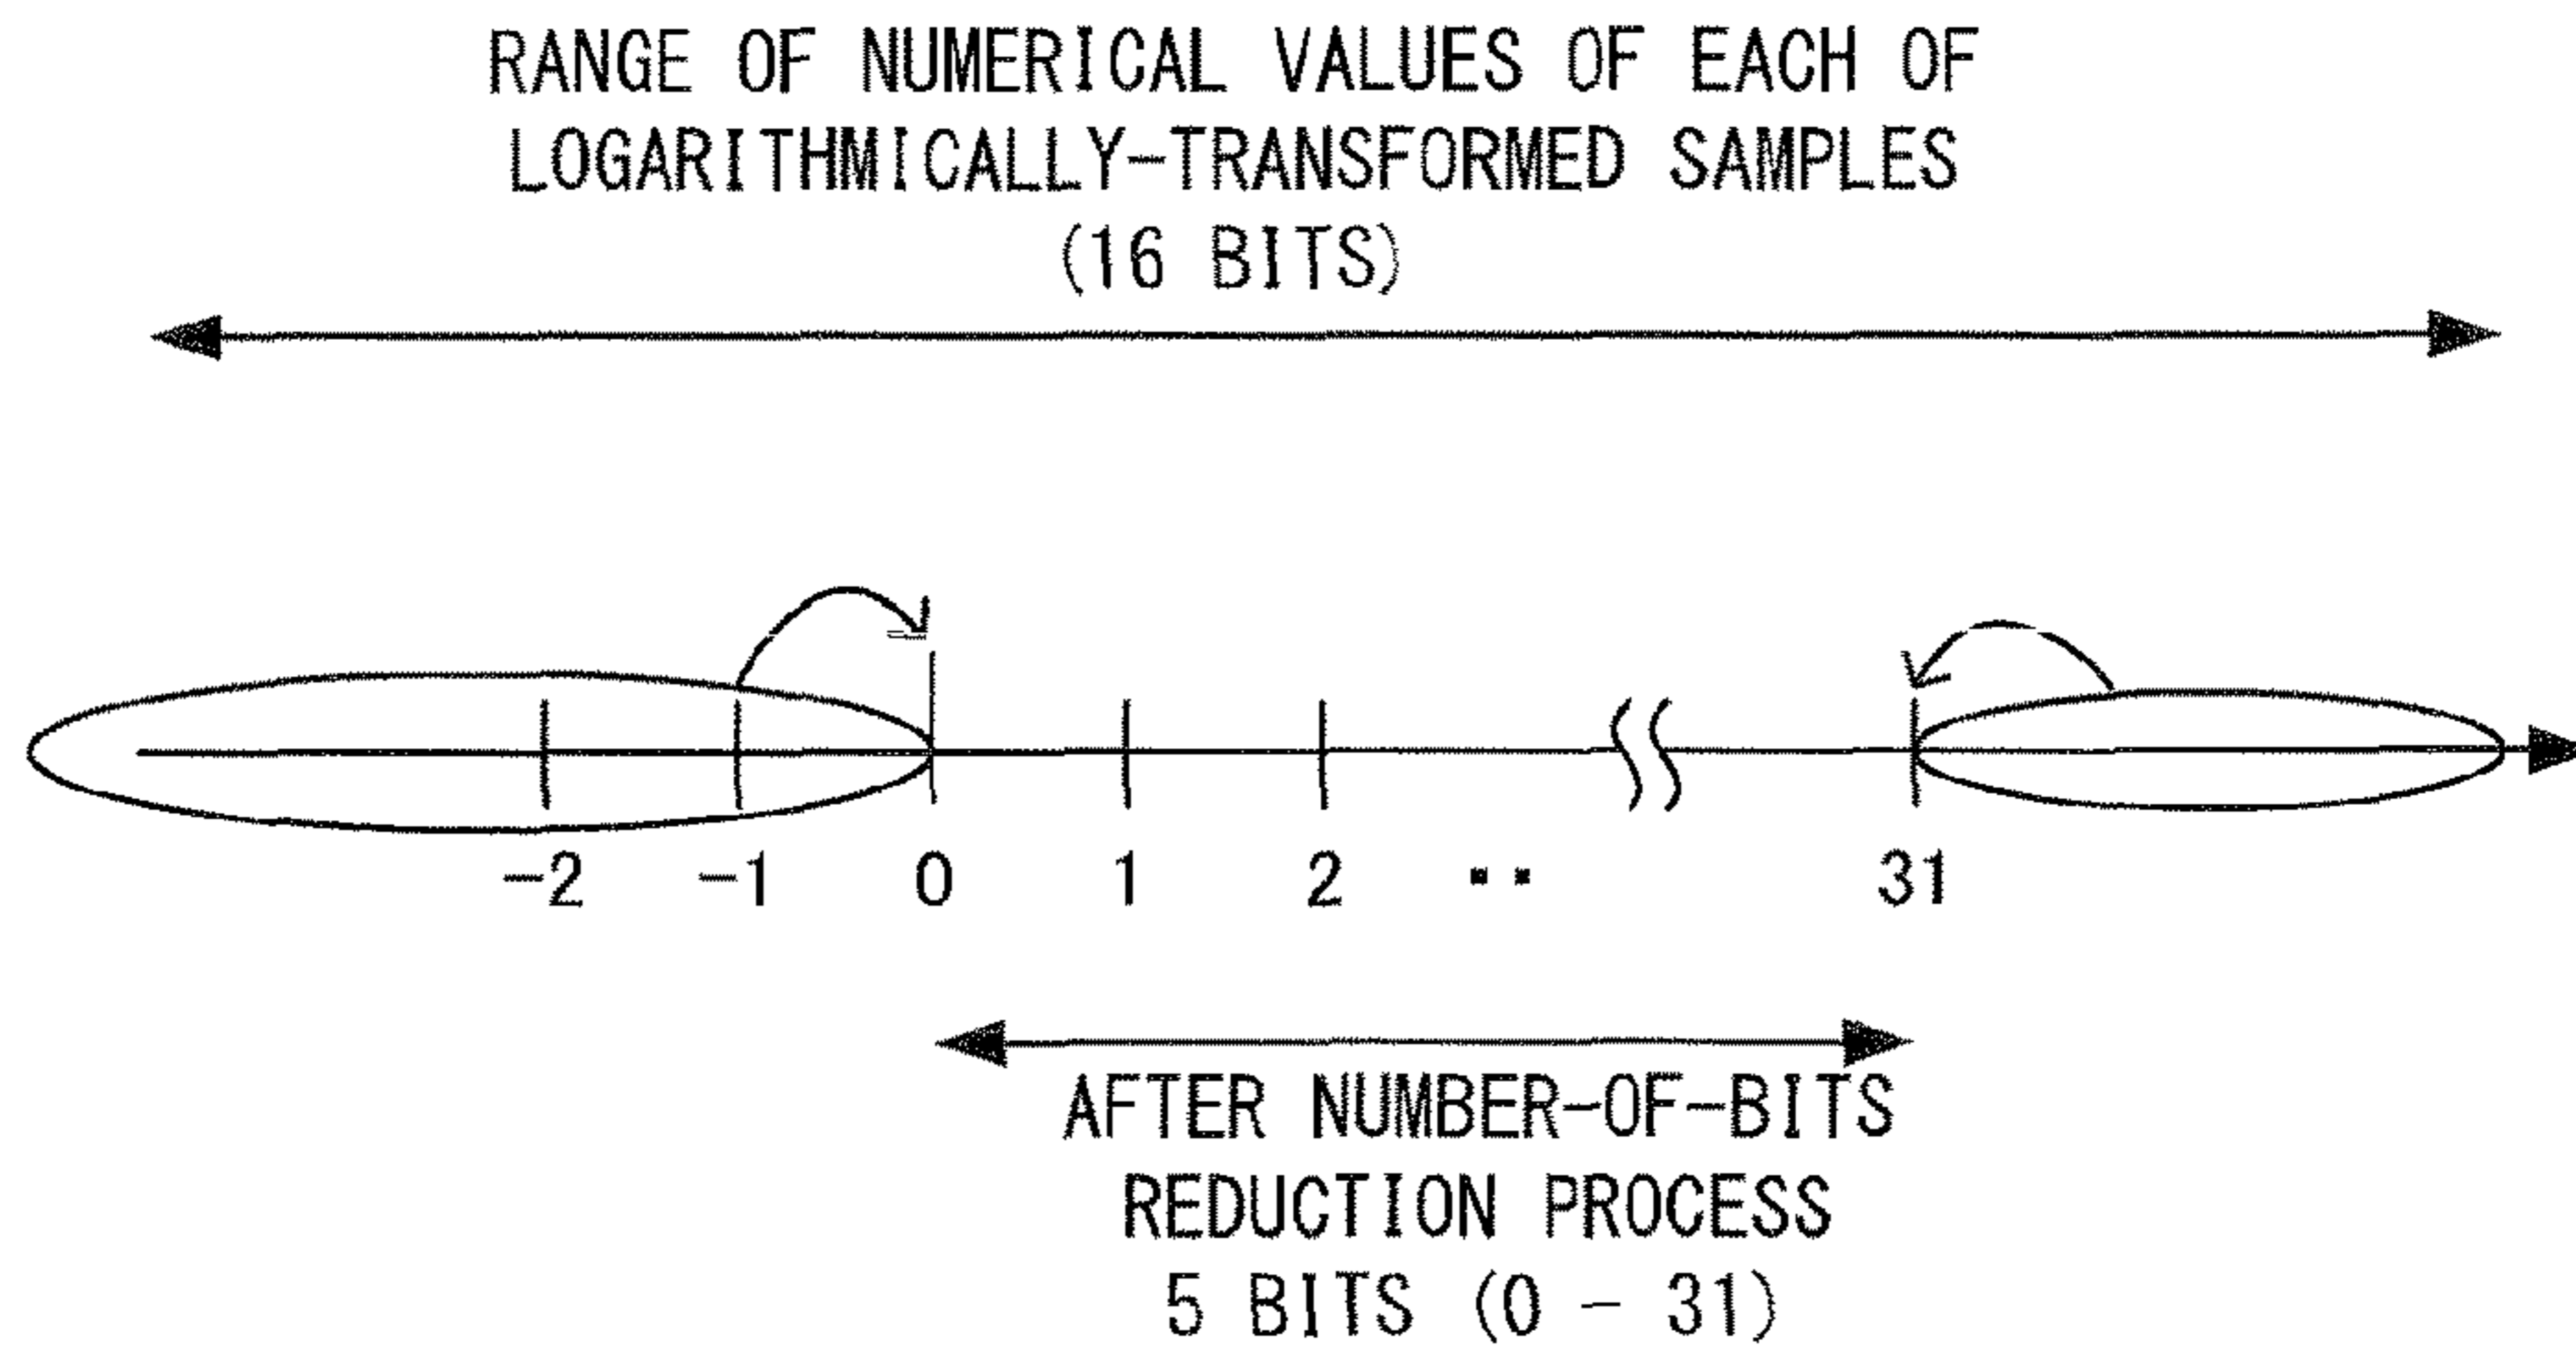 RANGE OF NUMERICAL VALUES OF EACH OF
LOGARITHMICALLY-TRANSFORMED SAMPLES
(16 BITS)
-2 -1 0 1 2 ·· 31
AFTER NUMBER-OF-BITS
REDUCTION PROCESS
5 BITS (0 - 31)